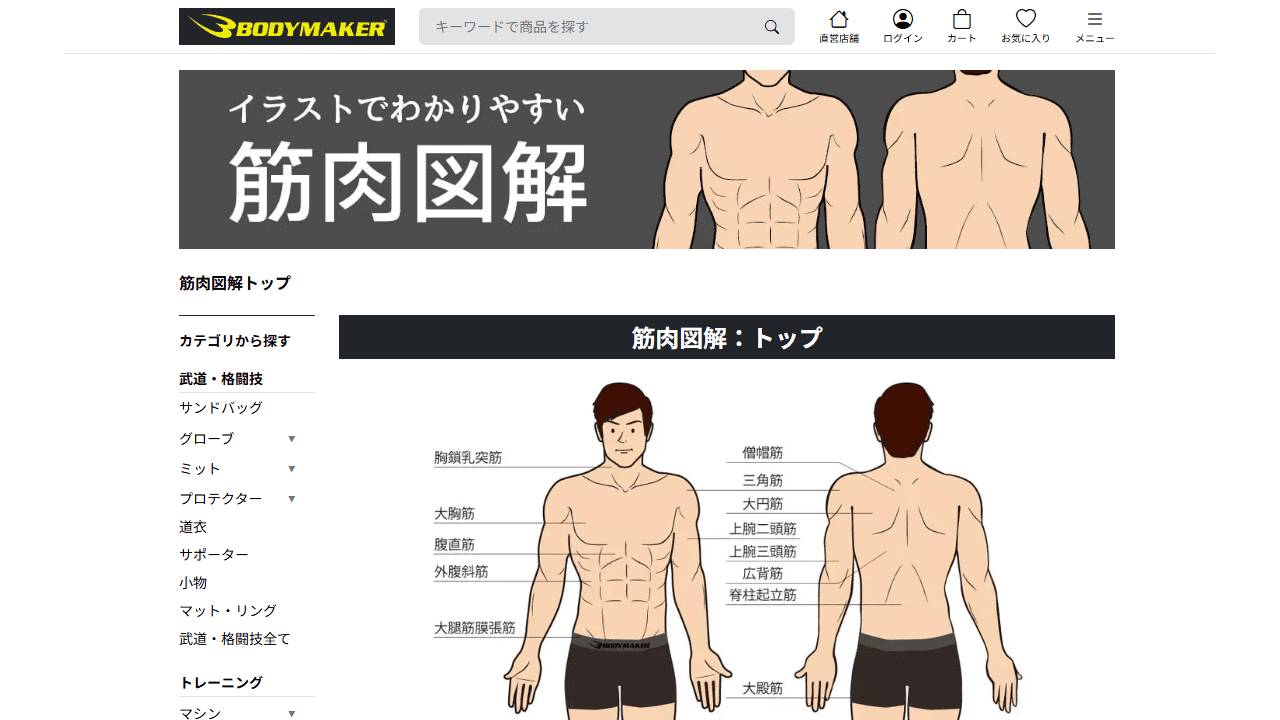 BODYMAKER
キーワードで商品を探す
直営店舗
ログイン
カート
お気に入り
メニュー
イラストでわかりやすい
筋肉図解
筋肉図解トップ
カテゴリから探す
武道・格闘技
サンドバッグ
グローブ ▼
ミット ▼
プロテクター ▼
道衣
サポーター
小物
マット・リング
武道・格闘技全て
トレーニング
マシン ▼
筋肉図解：トップ
胸鎖乳突筋
大胸筋
腹直筋
外腹斜筋
大腿筋膜張筋
BODYMAKER
僧帽筋
三角筋
大円筋
上腕二頭筋
上腕三頭筋
広背筋
脊柱起立筋
大殿筋